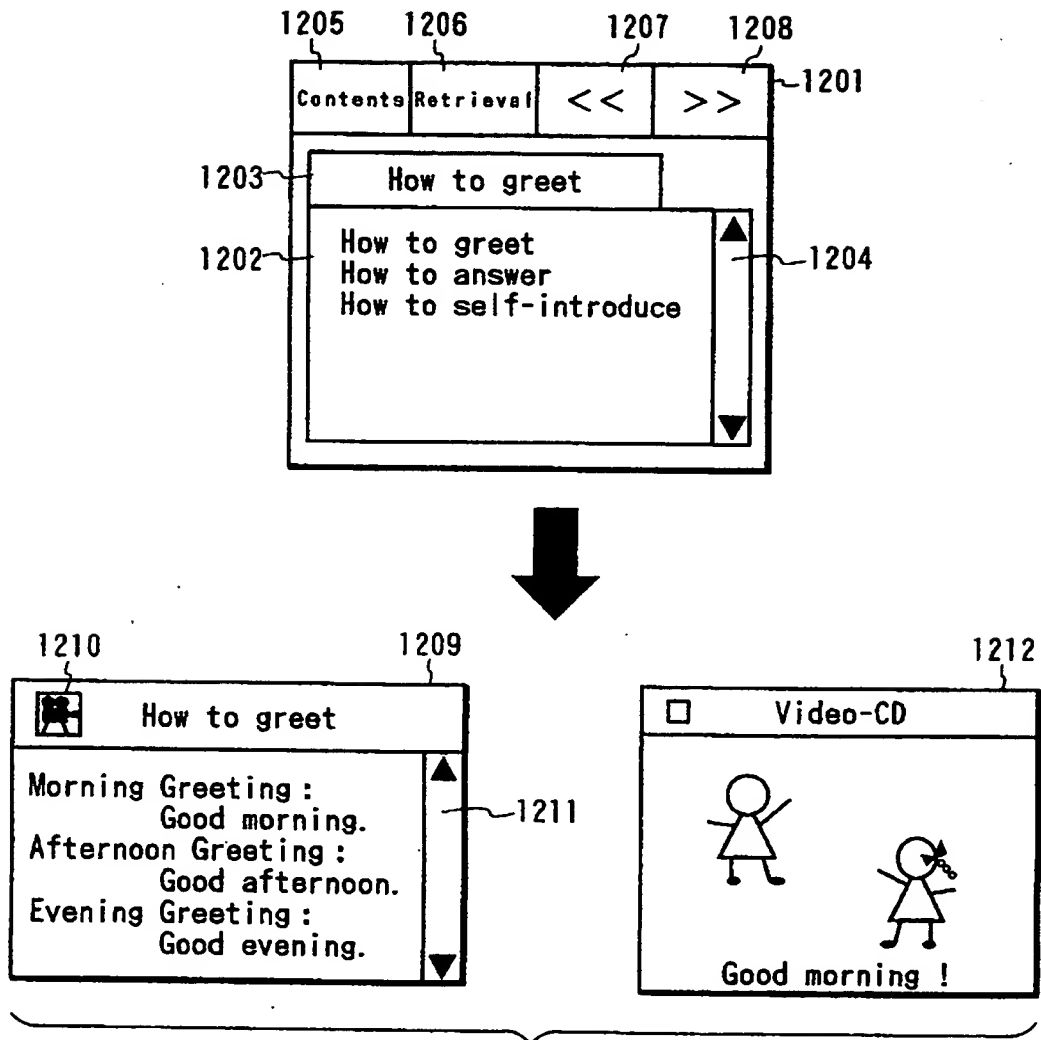 1205
1206
1207
1208
Contents
Retrieval
<<
>>
1201
1203
How to greet
1202
How to greet
How to answer
How to self-introduce
1204
1210
1209
1212
How to greet
Morning Greeting :
Good morning.
Afternoon Greeting :
Good afternoon.
Evening Greeting :
Good evening.
1211
Video-CD
Good morning !